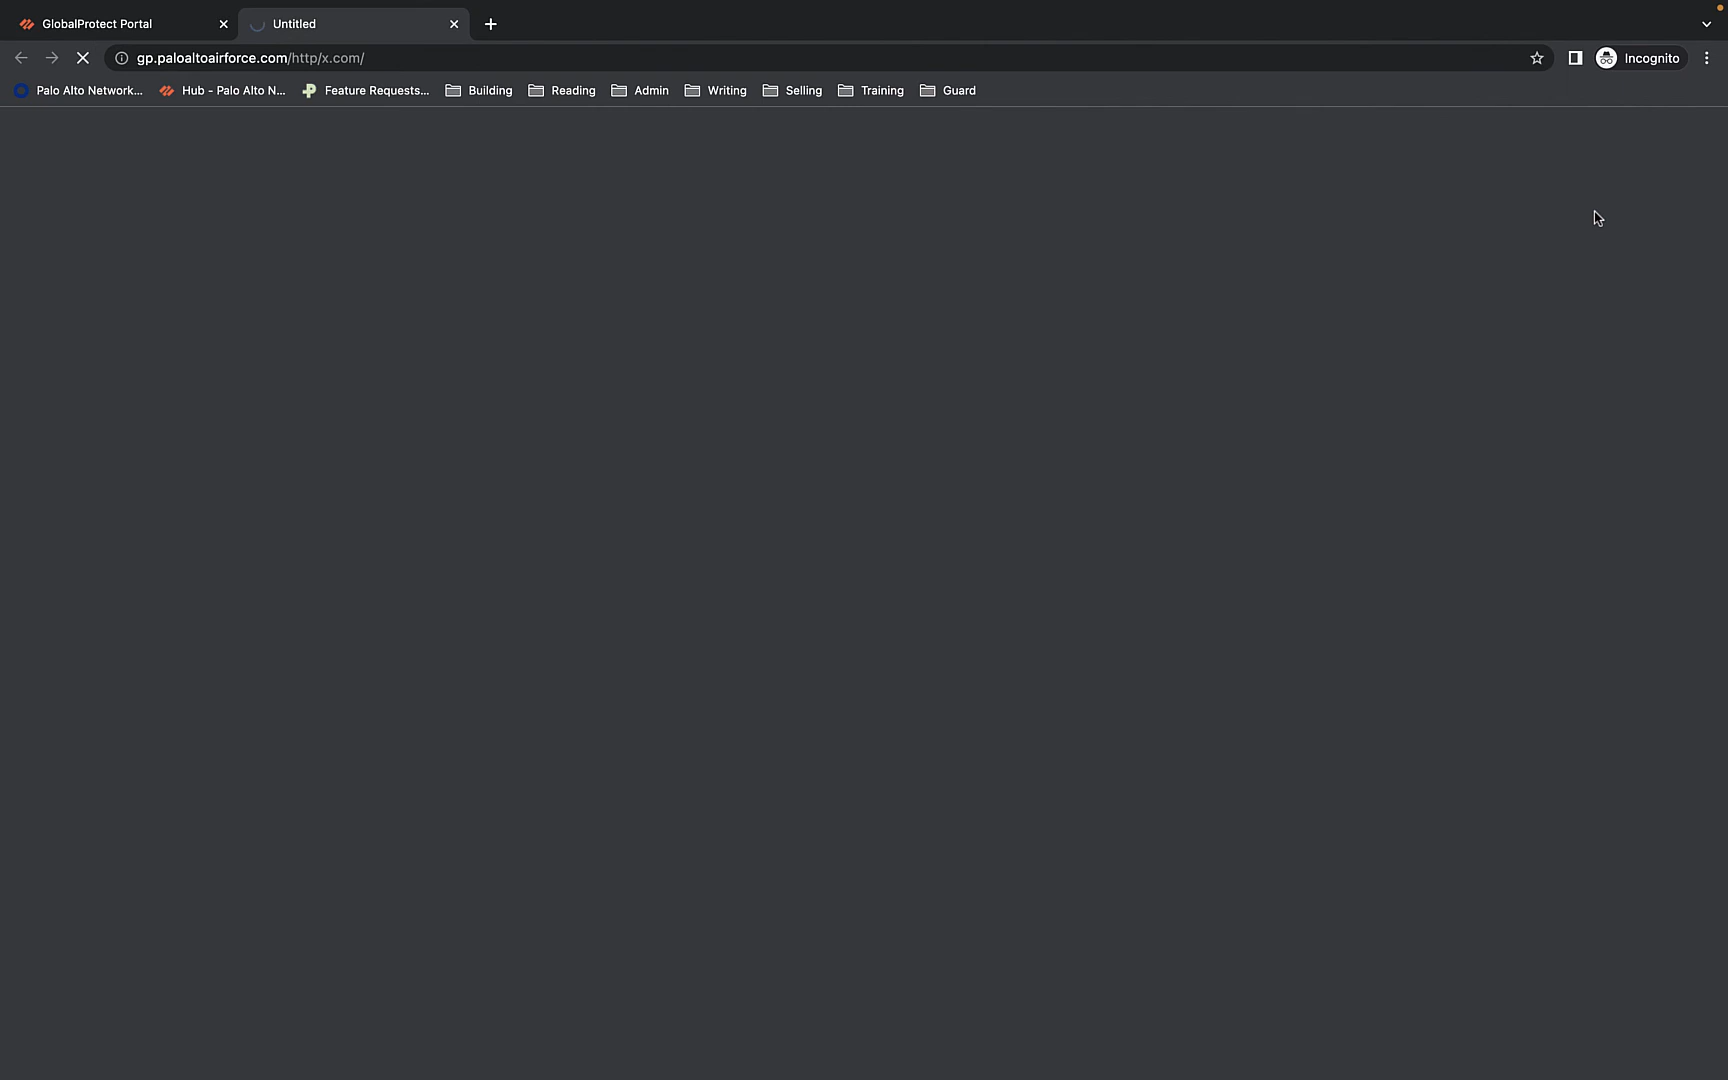 GlobalProtect Portal
Untitled
gp.paloaltoairforce.com/http/x.com/
Incognito
Palo Alto Network...
Hub - Palo Alto N...
Feature Requests...
Building
Reading
Admin
Writing
Selling
Training
Guard